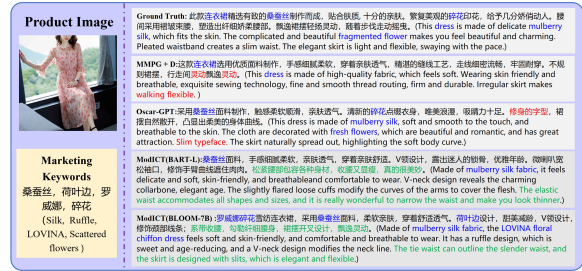 Product Image
Marketing
Keywords
桑蚕丝，荷叶边，罗
威娜，碎花
（Silk, Ruffle,
LOVINA, Scattered
flowers ）
Ground Truth: 此款连衣裙精选有致的桑蚕丝制作而成，贴合肤质，十分的亲肤。繁复美观的碎花印花，给予几分娇俏动人。腰
间采用褶皱束腰，塑造出纤细柔腰部。飘逸裙摆轻扬灵动，随着步伐走动摇曳。(This dress is made of delicate mulberry
silk, which fits the skin. The complicated and beautiful fragmented flower makes you feel beautiful and charming.
Pleated waistband creates a slim waist. The elegant skirt is light and flexible, swaying with the pace.)
MMPG + D:这款连衣裙选用优质面料制作，手感细腻柔软，穿着亲肤透气，精湛的缝线工艺，走线细密流畅，牢固耐穿。不规
则裙摆，行走间灵动飘逸灵动。(This dress is made of high-quality fabric, which feels soft. Wearing skin friendly and
breathable, exquisite sewing technology, fine and smooth thread routing, firm and durable. Irregular skirt makes
walking flexible. )
Oscar-GPT:采用桑蚕丝面料制作，触感柔软顺滑，亲肤透气。清新的碎花点缀衣身，唯美浪漫，吸睛力十足。修身的字型，裙
摆自然散开，凸显出柔美的身体曲线。(This dress is made of mulberry silk, soft and smooth to the touch, and
breathable to the skin. The cloth are decorated with fresh flowers, which are beautiful and romantic, and has great
attraction. Slim typeface. The skirt naturally spread out, highlighting the soft body curve.)
ModICT(BART-L):桑蚕丝面料，手感细腻柔软，亲肤透气，穿着亲肤舒适。V领设计，露出迷人的锁骨，优雅年龄。微喇叭宽
松袖口，修饰手臂曲线遮住肉肉。松紧腰部包容各种身材，收腰又显瘦，真的很美妙。(Made of mulberry silk fabric, it feels
delicate and soft, skin-friendly, and breathableand comfortable to wear. V-neck design reveals the charming
collarbone, elegant age. The slightly flared loose cuffs modify the curves of the arms to cover the flesh. The elastic
waist accommodates all shapes and sizes, and it is really wonderful to narrow the waist and make you look thinner.)
ModICT(BLOOM-7B):罗威娜碎花雪纺连衣裙，采用桑蚕丝面料，柔软亲肤，穿着舒适透气。荷叶边设计，甜美减龄，V领设计，
修饰颈部线条；系带收腰，勾勒纤细腰身，裙摆开叉设计，飘逸灵动。(Made of mulberry silk fabric, the LOVINA floral
chiffon dress feels soft and skin-friendly, and comfortable and breathable to wear. It has a ruffle design, which is
sweet and age-reducing, and a V-neck design modifies the neck line. The tie waist can outline the slender waist, and
the skirt is designed with slits, which is elegant and flexible.)